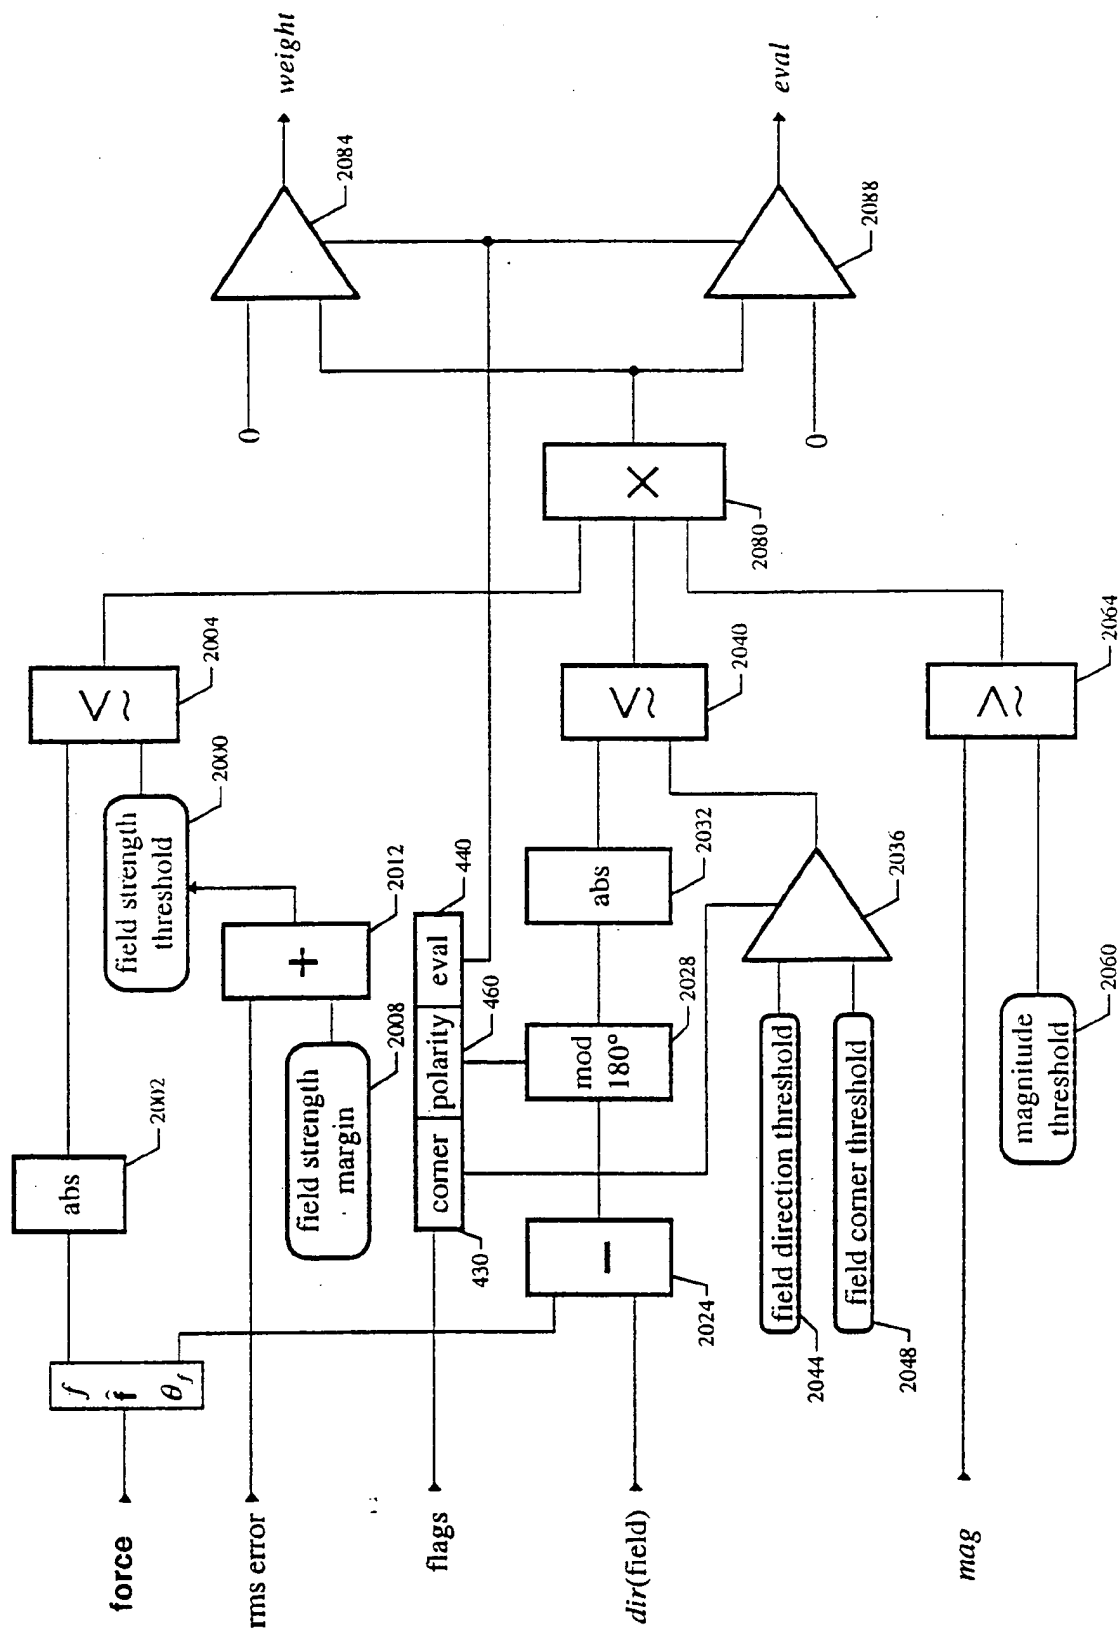 force
rms error
flags
dir(field)
mag
f
f̂
θf
abs
2002
field strength
margin
2008
+
2012
field strength
threshold
2000
<
~
2004
430
corner
polarity
eval
460
440
−
2024
mod
180°
2028
abs
2032
<
~
2040
field direction threshold
2044
field corner threshold
2048
2036
magnitude
threshold
2060
>
~
2064
×
2080
0
2084
weight
0
2088
eval